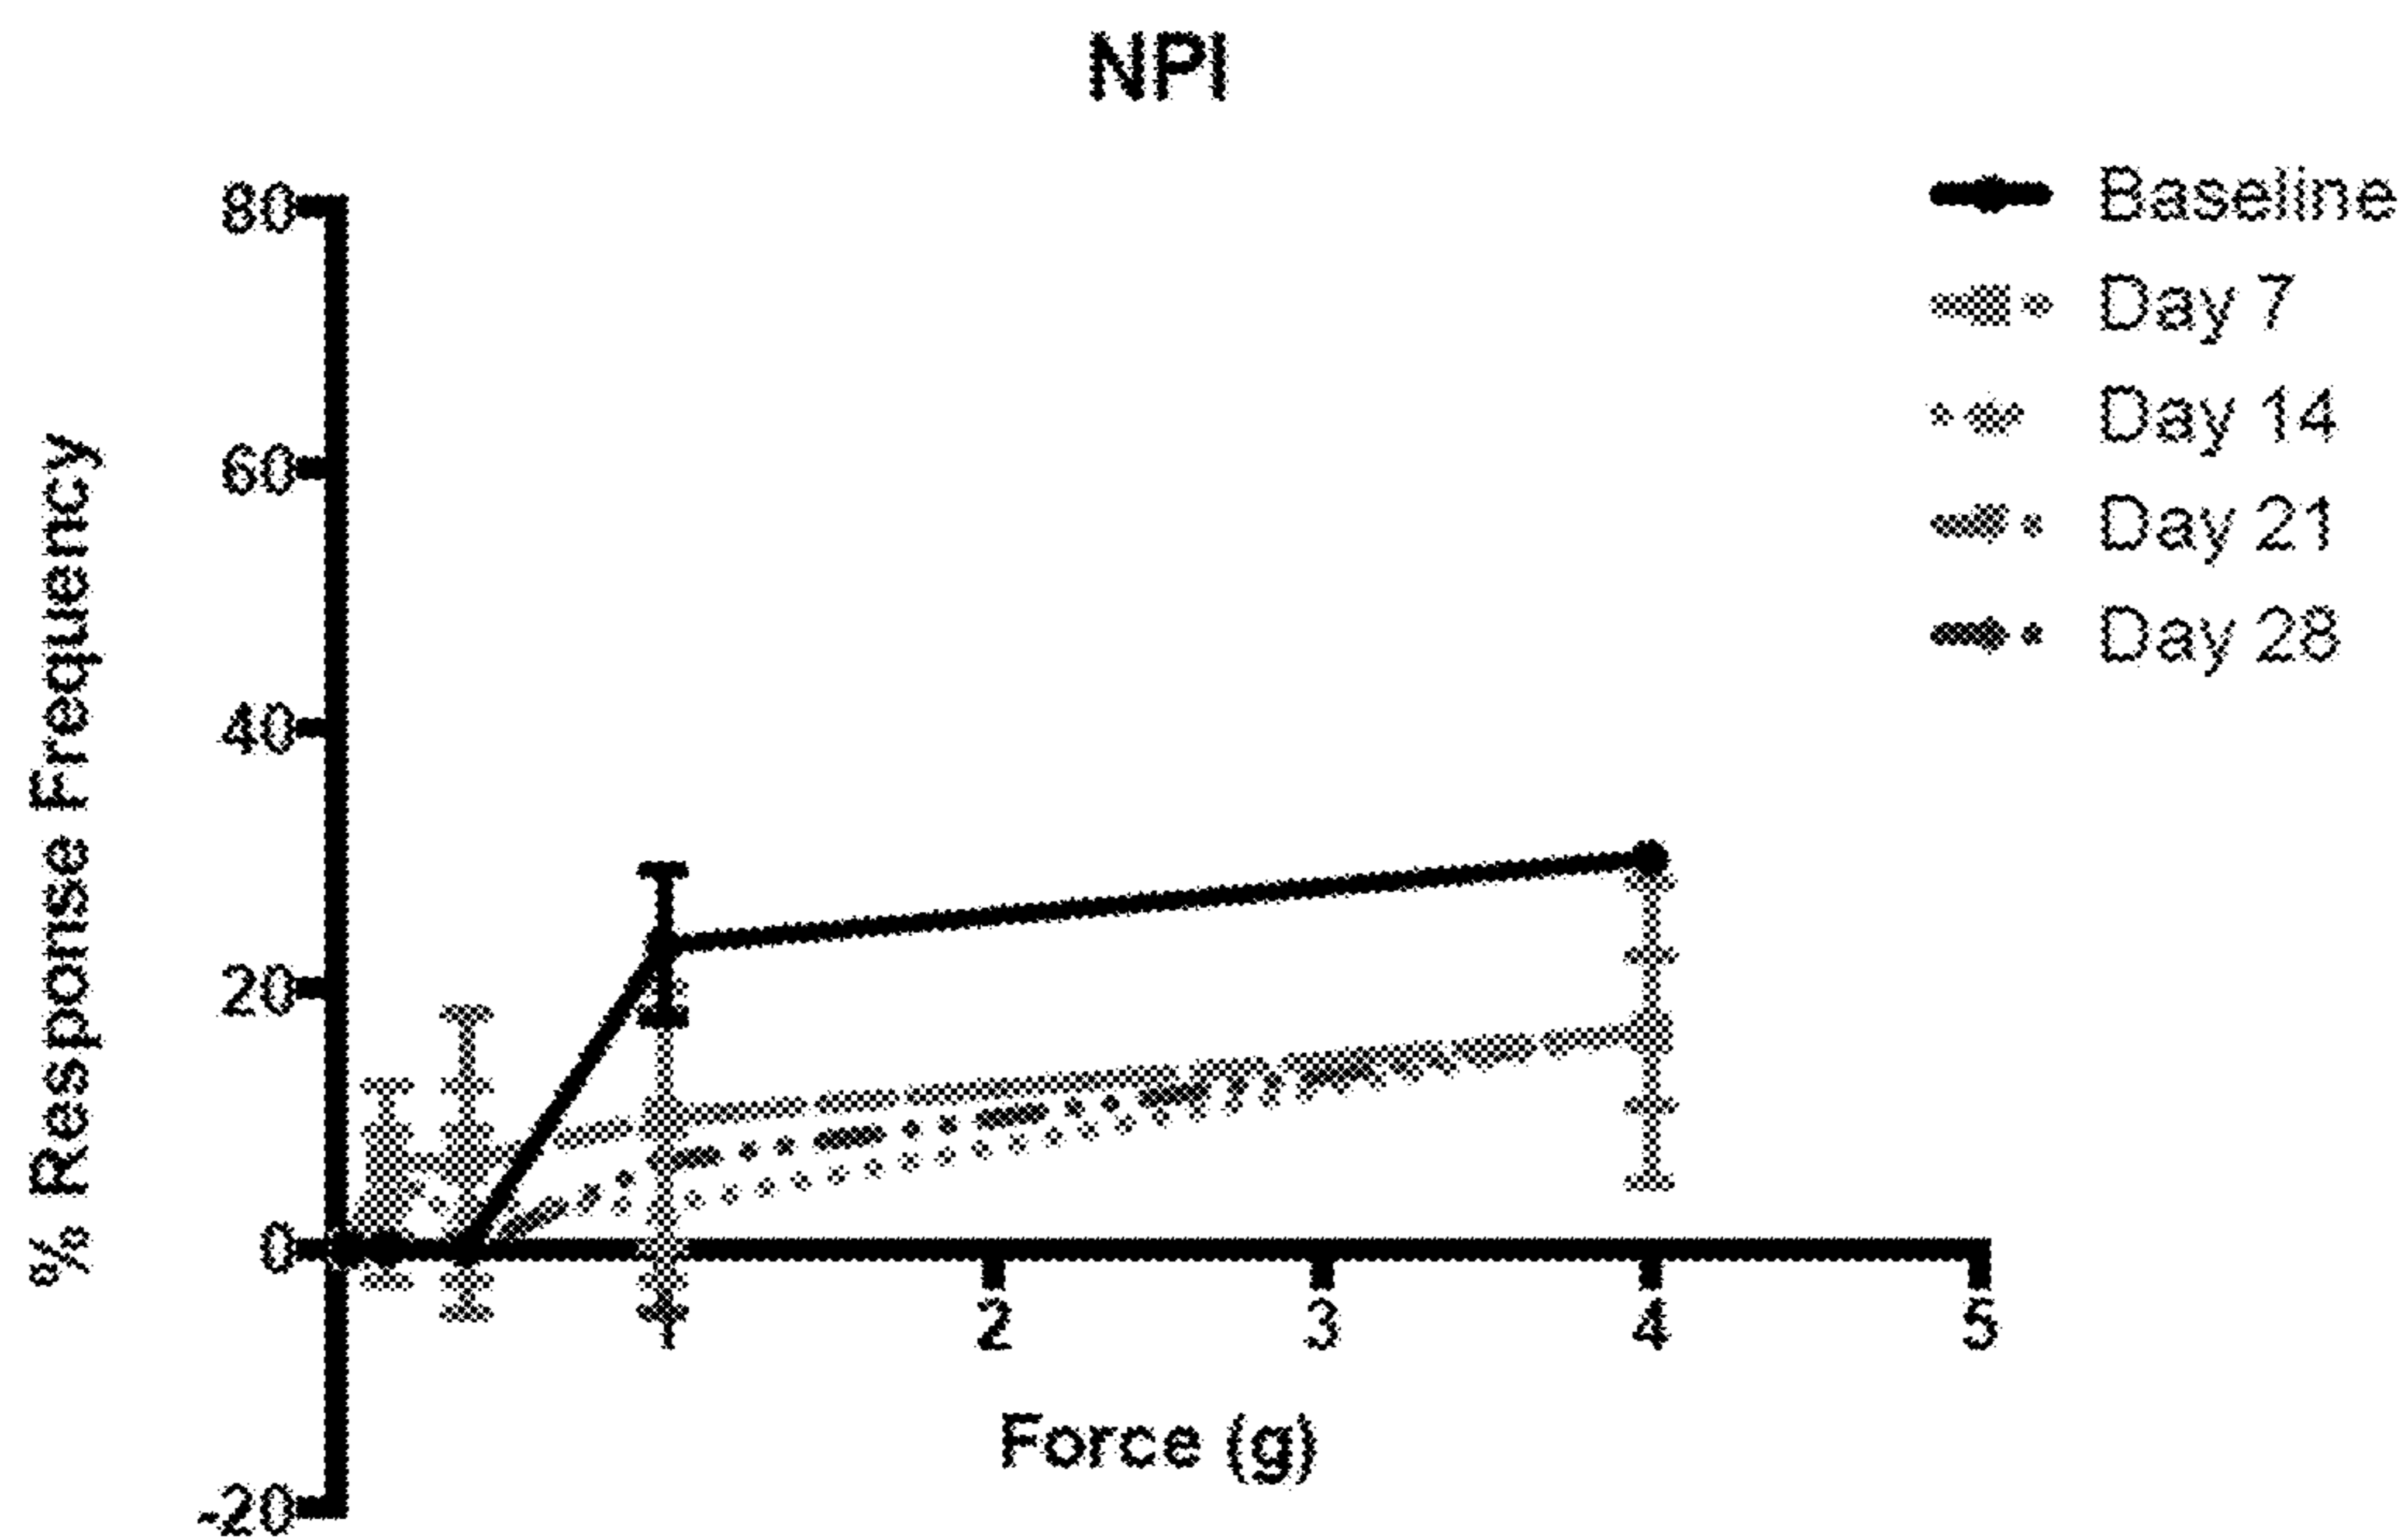 NPI
Baseline
Day 7
Day 14
Day 21
Day 28
% Response Frequency
80
60
40
20
0
-20
1
2
3
4
5
Force (g)